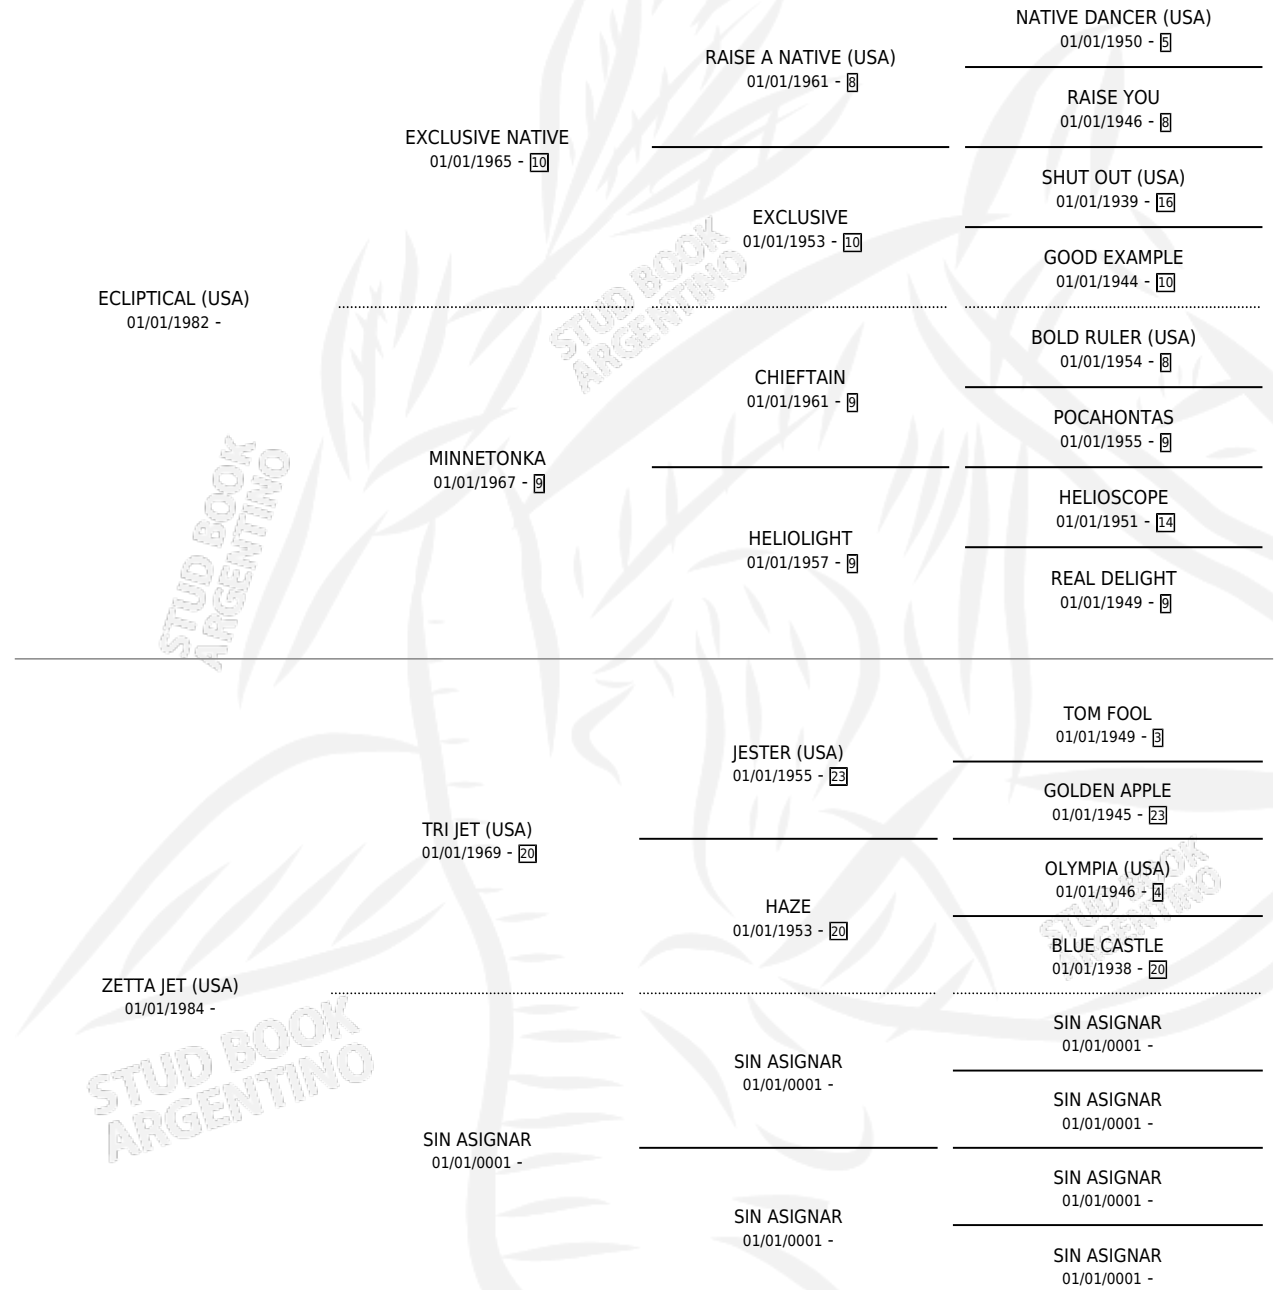 NATIVE DANCER (USA)
01/01/1950 - 5
RAISE A NATIVE (USA)
01/01/1961 - 8
RAISE YOU
01/01/1946 - 8
EXCLUSIVE NATIVE
01/01/1965 - 10
SHUT OUT (USA)
01/01/1939 - 16
EXCLUSIVE
01/01/1953 - 10
GOOD EXAMPLE
01/01/1944 - 10
ECLIPTICAL (USA)
01/01/1982 -
STUD BOOK
ARGENTINO
BOLD RULER (USA)
01/01/1954 - 8
CHIEFTAIN
01/01/1961 - 9
POCAHONTAS
01/01/1955 - 9
MINNETONKA
01/01/1967 - 9
HELIOSCOPE
01/01/1951 - 14
HELIOLIGHT
01/01/1957 - 9
REAL DELIGHT
01/01/1949 - 9
STUD BOOK
ARGENTINO
TOM FOOL
01/01/1949 - 3
JESTER (USA)
01/01/1955 - 23
GOLDEN APPLE
01/01/1945 - 23
TRI JET (USA)
01/01/1969 - 20
OLYMPIA (USA)
01/01/1946 - 4
HAZE
01/01/1953 - 20
BLUE CASTLE
01/01/1938 - 20
STUD BOOK
ARGENTINO
ZETTA JET (USA)
01/01/1984 -
SIN ASIGNAR
01/01/0001 -
SIN ASIGNAR
01/01/0001 -
SIN ASIGNAR
01/01/0001 -
SIN ASIGNAR
01/01/0001 -
SIN ASIGNAR
01/01/0001 -
SIN ASIGNAR
01/01/0001 -
SIN ASIGNAR
01/01/0001 -
STUD BOOK
ARGENTINO